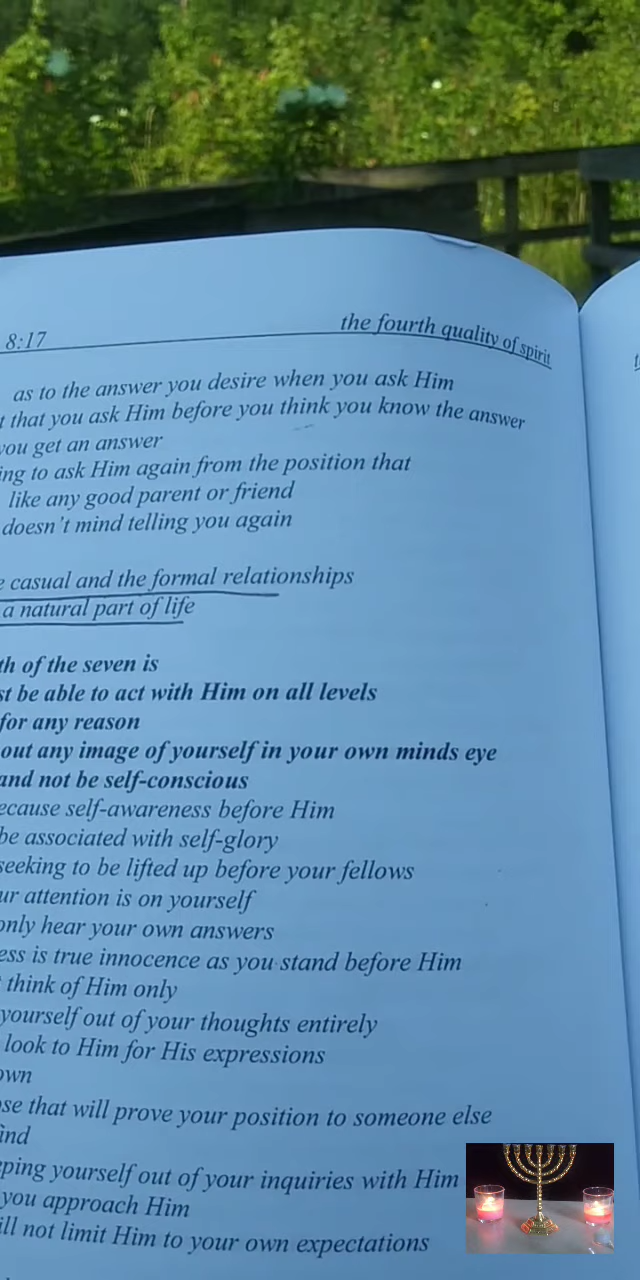 8:17
the fourth quality of spirit
as to the answer you desire when you ask Him
that you ask Him before you think you know the answer
you get an answer
to ask Him again from the position that
like any good parent or friend
doesn't mind telling you again
casual and the formal relationships
a natural part of life
of the seven is
be able to act with Him on all levels
for any reason
any image of yourself in your own minds eye
and not be self-conscious
because self-awareness before Him
be associated with self-glory
seeking to be lifted up before your fellows
attention is on yourself
only hear your own answers
is true innocence as you stand before Him
think of Him only
yourself out of your thoughts entirely
look to Him for His expressions
own
that will prove your position to someone else
yourself out of your inquiries with Him
you approach Him
not limit Him to your own expectations